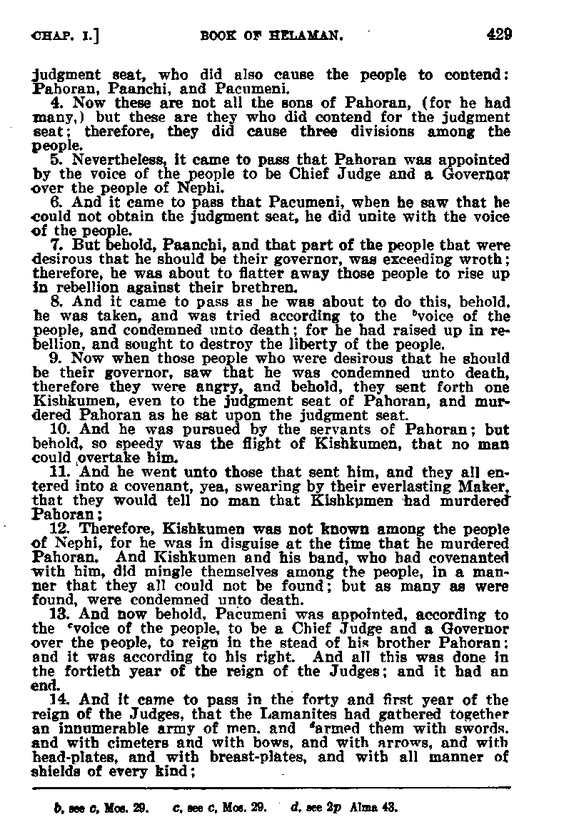 CHAP. I.] BOOK OF HELAMAN. 429
judgment seat, who did also cause the people to contend:
Pahoran, Paanchi, and Pacumeni.
4. Now these are not all the sons of Pahoran, (for he had
many,) but these are they who did contend for the judgment
seat; therefore, they did cause three divisions among the
people.
5. Nevertheless, it came to pass that Pahoran was appointed
by the voice of the people to be Chief Judge and a Governor
over the people of Nephi.
6. And it came to pass that Pacumeni, when he saw that he
could not obtain the judgment seat, he did unite with the voice
of the people.
7. But behold, Paanchi, and that part of the people that were
desirous that he should be their governor, was exceeding wroth;
therefore, he was about to flatter away those people to rise up
in rebellion against their brethren.
8. And it came to pass as he was about to do this, behold,
he was taken, and was tried according to the bvoice of the
people, and condemned unto death; for he had raised up in re-
bellion, and sought to destroy the liberty of the people.
9. Now when those people who were desirous that he should
be their governor, saw that he was condemned unto death,
therefore they were angry, and behold, they sent forth one
Kishkumen, even to the judgment seat of Pahoran, and mur-
dered Pahoran as he sat upon the judgment seat.
10. And he was pursued by the servants of Pahoran; but
behold, so speedy was the flight of Kishkumen, that no man
could overtake him.
11. And he went unto those that sent him, and they all en-
tered into a covenant, yea, swearing by their everlasting Maker,
that they would tell no man that Kishkumen had murdered
Pahoran;
12. Therefore, Kishkumen was not known among the people
of Nephi, for he was in disguise at the time that he murdered
Pahoran. And Kishkumen and his band, who had covenanted
with him, did mingle themselves among the people, in a man-
ner that they all could not be found; but as many as were
found, were condemned unto death.
13. And now behold, Pacumeni was appointed, according to
the cvoice of the people, to be a Chief Judge and a Governor
over the people, to reign in the stead of his brother Pahoran;
and it was according to his right. And all this was done in
the fortieth year of the reign of the Judges; and it had an
end.
14. And it came to pass in the forty and first year of the
reign of the Judges, that the Lamanites had gathered together
an innumerable army of men, and darmed them with swords,
and with cimeters and with bows, and with arrows, and with
head-plates, and with breast-plates, and with all manner of
shields of every kind;
b, see c, Mos. 29. c, see c, Mos. 29. d, see 2p Alma 43.